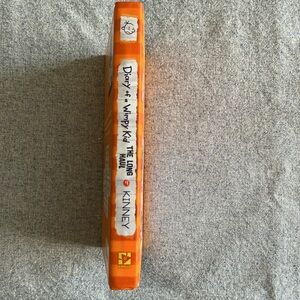 Diary of a Wimpy Kid
THE LONG
HAUL
9
KINNEY